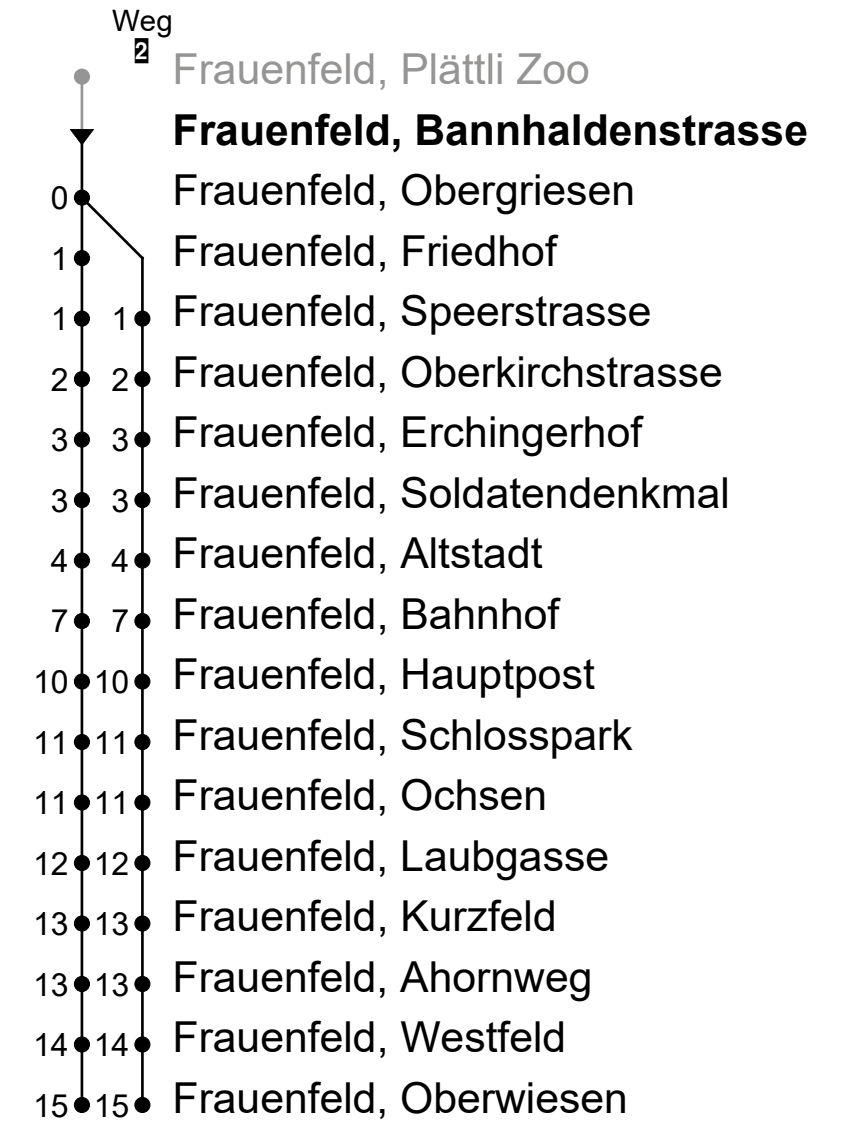 Weg
2
Frauenfeld, Plättli Zoo
Frauenfeld, Bannhaldenstrasse
0 Frauenfeld, Obergriesen
1 Frauenfeld, Friedhof
1 1 Frauenfeld, Speerstrasse
2 2 Frauenfeld, Oberkirchstrasse
3 3 Frauenfeld, Erchingerhof
3 3 Frauenfeld, Soldatendenkmal
4 4 Frauenfeld, Altstadt
7 7 Frauenfeld, Bahnhof
10 10 Frauenfeld, Hauptpost
11 11 Frauenfeld, Schlosspark
11 11 Frauenfeld, Ochsen
12 12 Frauenfeld, Laubgasse
13 13 Frauenfeld, Kurzfeld
13 13 Frauenfeld, Ahornweg
14 14 Frauenfeld, Westfeld
15 15 Frauenfeld, Oberwiesen